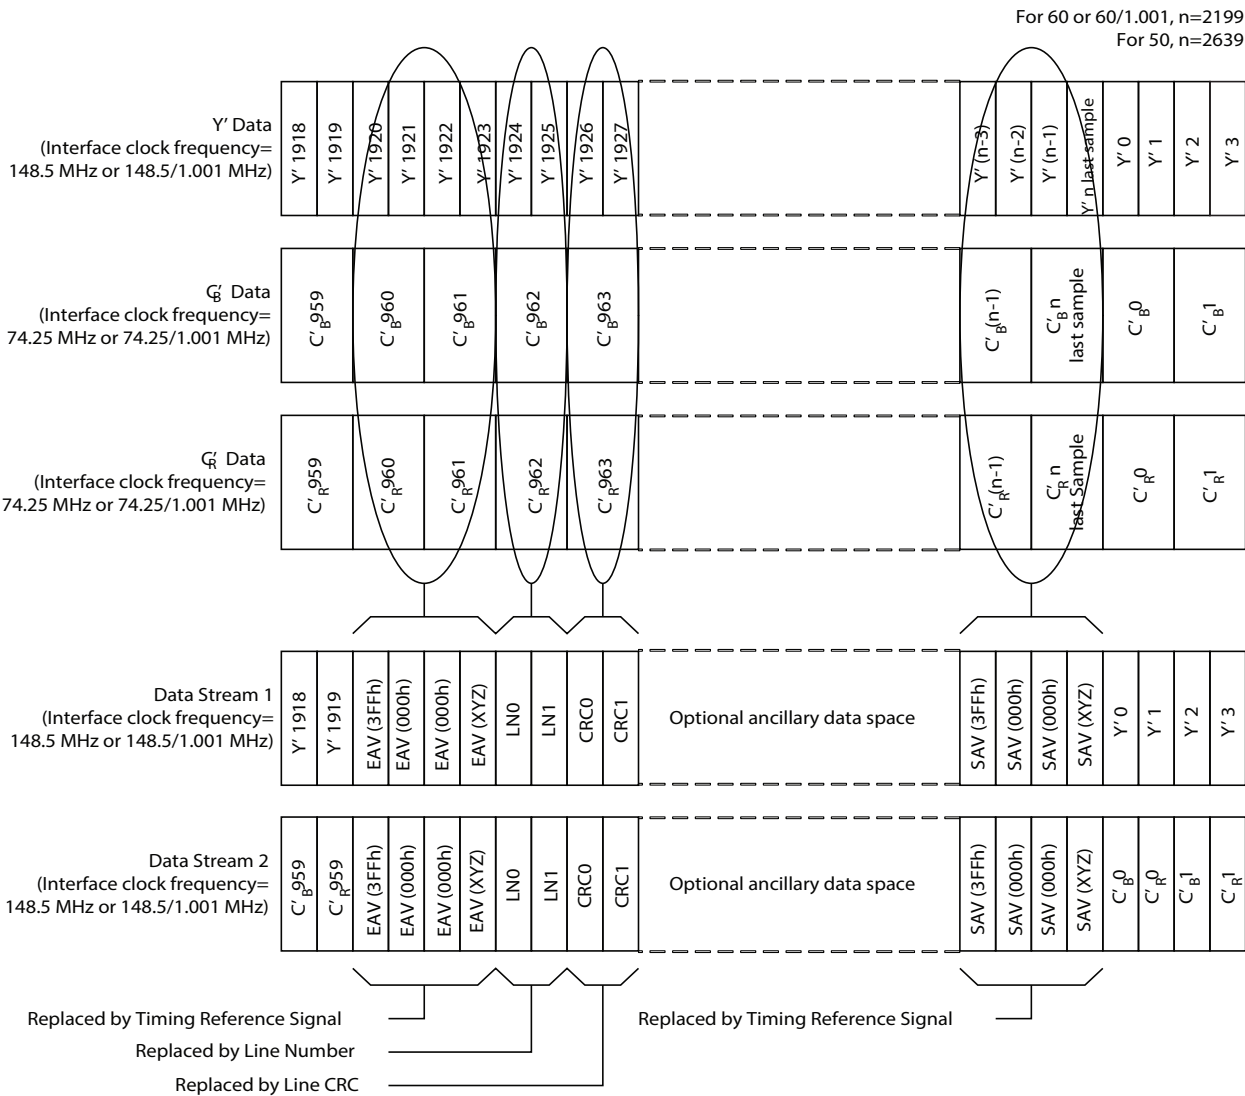 For 60 or 60/1.001, n=2199
For 50, n=2639
Y′ Data
(Interface clock frequency=
148.5 MHz or 148.5/1.001 MHz)
Y′ 1918
Y′ 1919
Y′ 1920
Y′ 1921
Y′ 1922
Y′ 1923
Y′ 1924
Y′ 1925
Y′ 1926
Y′ 1927
Y′ (n-3)
Y′ (n-2)
Y′ (n-1)
Y′ n last sample
Y′ 0
Y′ 1
Y′ 2
Y′ 3
C′B Data
(Interface clock frequency=
74.25 MHz or 74.25/1.001 MHz)
C′B959
C′B960
C′B961
C′B962
C′B963
C′B(n-1)
C′B n
last sample
C′B0
C′B1
C′R Data
(Interface clock frequency=
74.25 MHz or 74.25/1.001 MHz)
C′R959
C′R960
C′R961
C′R962
C′R963
C′R(n-1)
C′R n
last Sample
C′R0
C′R1
Data Stream 1
(Interface clock frequency=
148.5 MHz or 148.5/1.001 MHz)
Y′ 1918
Y′ 1919
EAV (3FFh)
EAV (000h)
EAV (000h)
EAV (XYZ)
LN0
LN1
CRC0
CRC1
Optional ancillary data space
SAV (3FFh)
SAV (000h)
SAV (000h)
SAV (XYZ)
Y′ 0
Y′ 1
Y′ 2
Y′ 3
Data Stream 2
(Interface clock frequency=
148.5 MHz or 148.5/1.001 MHz)
C′B959
C′R959
EAV (3FFh)
EAV (000h)
EAV (000h)
EAV (XYZ)
LN0
LN1
CRC0
CRC1
Optional ancillary data space
SAV (3FFh)
SAV (000h)
SAV (000h)
SAV (XYZ)
C′B0
C′R0
C′B1
C′R1
Replaced by Timing Reference Signal
Replaced by Timing Reference Signal
Replaced by Line Number
Replaced by Line CRC